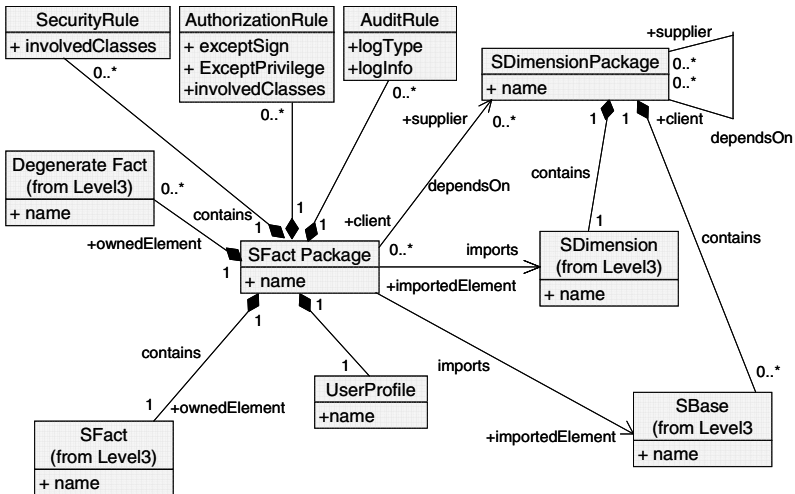 SecurityRule
+ involvedClasses
AuthorizationRule
+ exceptSign
+ ExceptPrivilege
+involvedClasses
AuditRule
+logType
+logInfo
SDimensionPackage
+ name
+supplier
0..*
0..*
+client
dependsOn
0..*
0..*
0..*
+supplier
0..*
1
1
Degenerate Fact
(from Level3)
+ name
0..*
+ownedElement
contains
1
1
1
1
+client
dependsOn
0..*
contains
1
contains
SFact Package
+ name
imports
+importedElement
SDimension
(from Level3)
+ name
1
1
contains
1
+ownedElement
1
UserProfile
+name
imports
+importedElement
0..*
SFact
(from Level3)
+ name
SBase
(from Level3
+ name